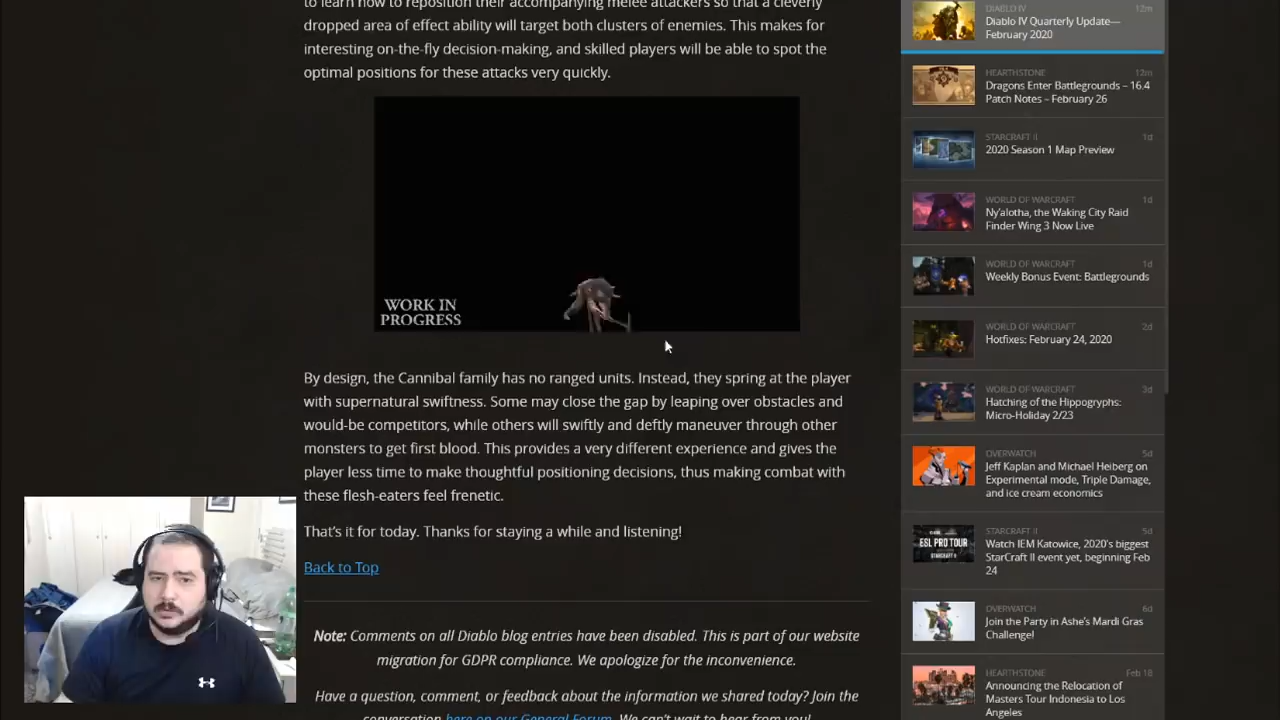 to learn how to reposition their accompanying melee attackers so that a cleverly
dropped area of effect ability will target both clusters of enemies. This makes for
interesting on-the-fly decision-making, and skilled players will be able to spot the
optimal positions for these attacks very quickly.
WORK IN
PROGRESS
By design, the Cannibal family has no ranged units. Instead, they spring at the player
with supernatural swiftness. Some may close the gap by leaping over obstacles and
would-be competitors, while others will swiftly and deftly maneuver through other
monsters to get first blood. This provides a very different experience and gives the
player less time to make thoughtful positioning decisions, thus making combat with
these flesh-eaters feel frenetic.
That's it for today. Thanks for staying a while and listening!
Back to Top
Note: Comments on all Diablo blog entries have been disabled. This is part of our website
migration for GDPR compliance. We apologize for the inconvenience.
Have a question, comment, or feedback about the information we shared today? Join the
conversation here on our General Forum. We can't wait to hear from you!
DIABLO IV 12m
Diablo IV Quarterly Update—
February 2020
HEARTHSTONE 12m
Dragons Enter Battlegrounds – 16.4
Patch Notes – February 26
STARCRAFT II 1d
2020 Season 1 Map Preview
WORLD OF WARCRAFT 1d
Ny'alotha, the Waking City Raid
Finder Wing 3 Now Live
WORLD OF WARCRAFT 1d
Weekly Bonus Event: Battlegrounds
WORLD OF WARCRAFT 2d
Hotfixes: February 24, 2020
WORLD OF WARCRAFT 3d
Hatching of the Hippogryphs:
Micro-Holiday 2/23
OVERWATCH 5d
Jeff Kaplan and Michael Heiberg on
Experimental mode, Triple Damage,
and ice cream economics
STARCRAFT II 5d
ESL PRO TOUR
STARCRAFT II
Watch IEM Katowice, 2020's biggest
StarCraft II event yet, beginning Feb
24
OVERWATCH 6d
Join the Party in Ashe's Mardi Gras
Challenge!
HEARTHSTONE Feb 18
Announcing the Relocation of
Masters Tour Indonesia to Los
Angeles